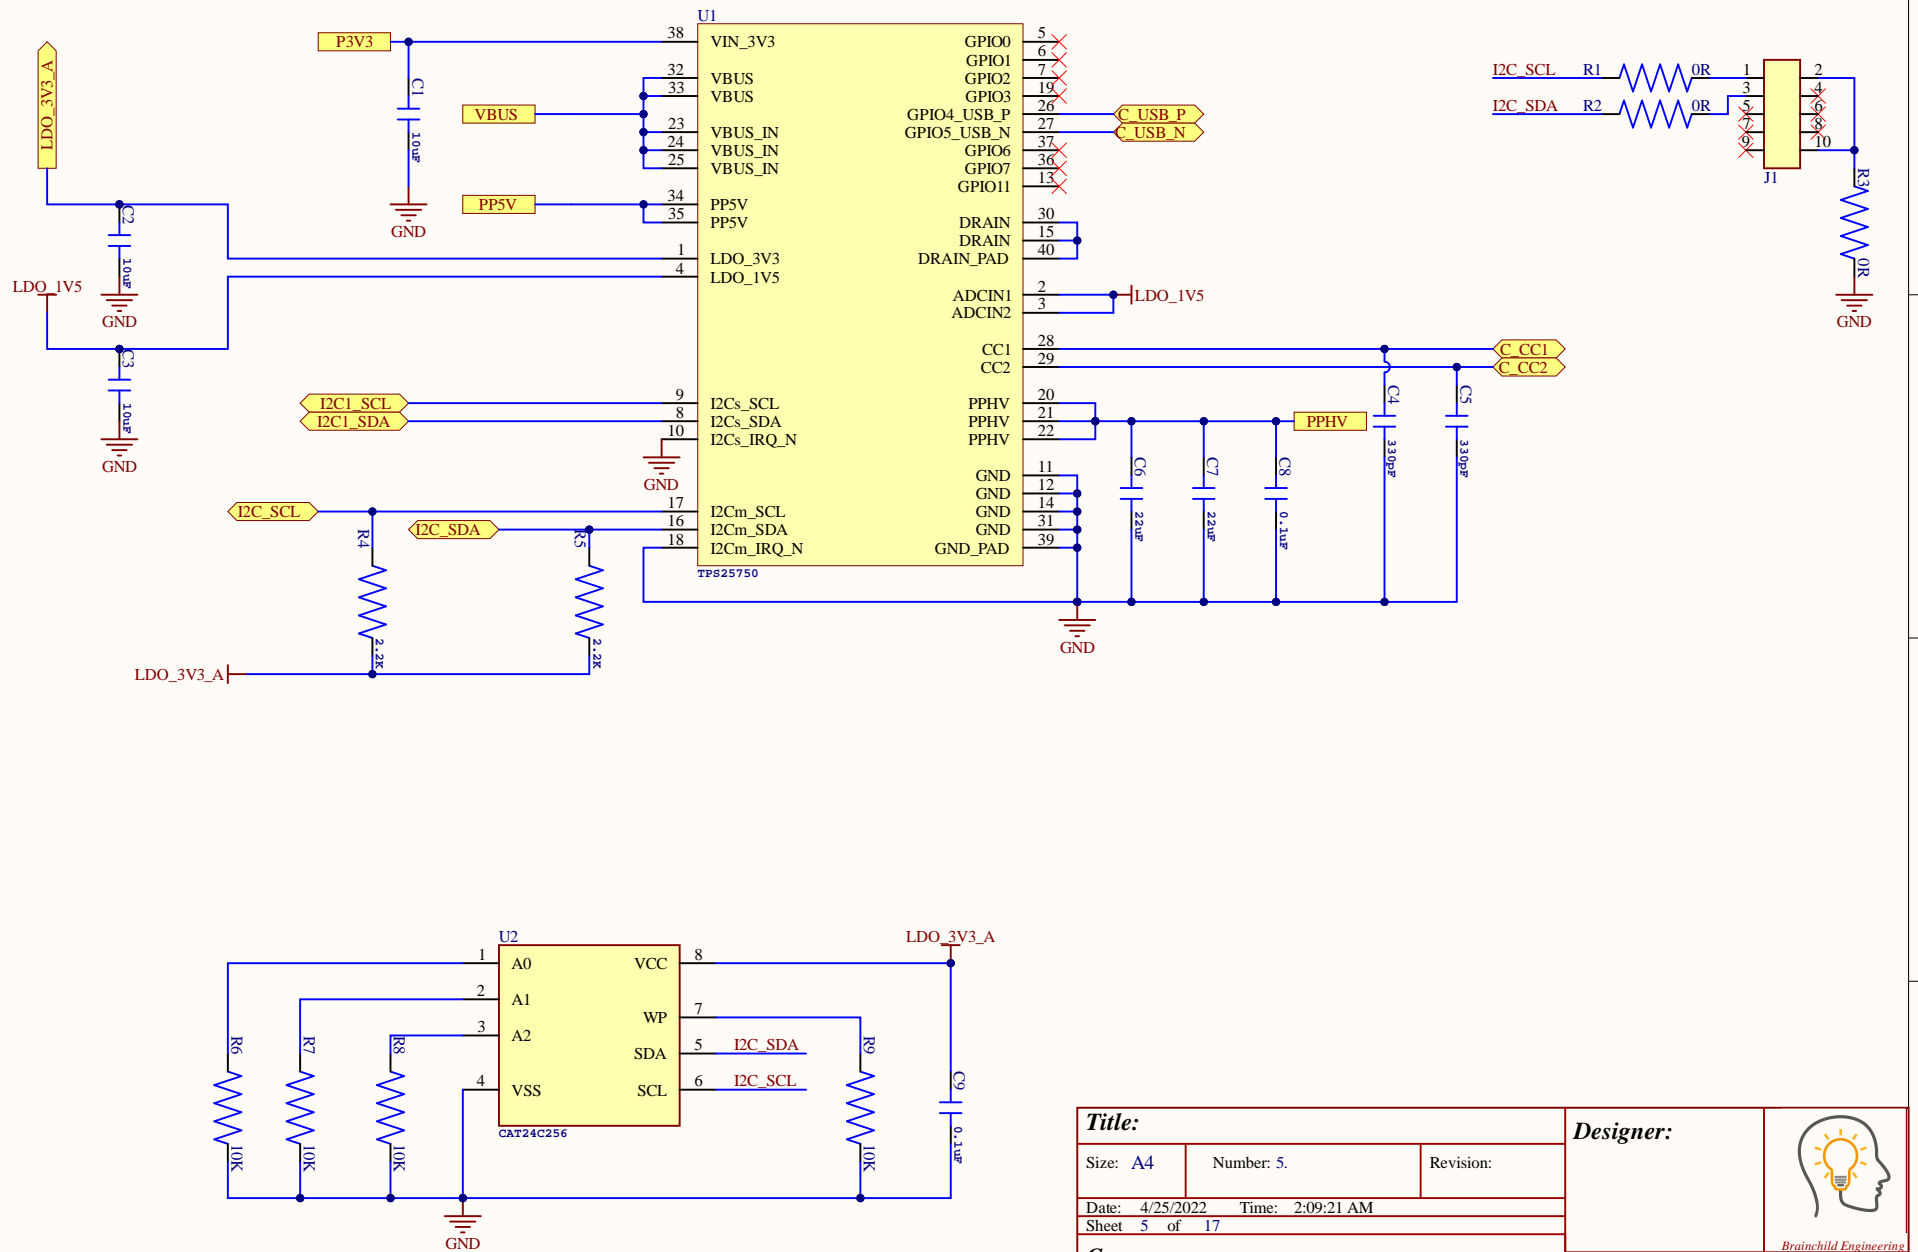 U1
P3V3
38
VIN_3V3
GPIO0
5
GPIO1
6
32
VBUS
GPIO2
7
33
VBUS
GPIO3
19
VBUS
GPIO4_USB_P
26
C_USB_P
23
VBUS_IN
GPIO5_USB_N
27
C_USB_N
24
VBUS_IN
GPIO6
37
25
VBUS_IN
GPIO7
36
GPIO11
13
PP5V
34
PP5V
35
PP5V
DRAIN
30
DRAIN
15
1
LDO_3V3
DRAIN_PAD
40
4
LDO_1V5
ADCIN1
2
LDO_1V5
ADCIN2
3
CC1
28
C_CC1
CC2
29
C_CC2
I2C1_SCL
9
I2Cs_SCL
PPHV
20
I2C1_SDA
8
I2Cs_SDA
PPHV
21
PPHV
10
I2Cs_IRQ_N
PPHV
22
GND
GND
11
GND
12
I2C_SCL
17
I2Cm_SCL
GND
14
I2C_SDA
16
I2Cm_SDA
GND
31
18
I2Cm_IRQ_N
GND_PAD
39
TPS25750
LDO_3V3_A
C1
10uF
GND
C2
10uF
GND
LDO_1V5
C3
10uF
GND
R4
2.2K
R5
2.2K
LDO_3V3_A
C6
22uF
C7
22uF
C8
0.1uF
C4
330pF
C5
330pF
GND
I2C_SCL
R1
0R
1
2
3
4
I2C_SDA
R2
0R
5
6
7
8
9
10
J1
R3
0R
GND
U2
LDO_3V3_A
1
A0
VCC
8
2
A1
WP
7
3
A2
SDA
5
I2C_SDA
4
VSS
SCL
6
I2C_SCL
CAT24C256
R6
10K
R7
10K
R8
10K
R9
10K
C9
0.1uF
GND
Title:
Designer:
Size: A4
Number: 5.
Revision:
Date: 4/25/2022 Time: 2:09:21 AM
Sheet 5 of 17
Brainchild Engineering